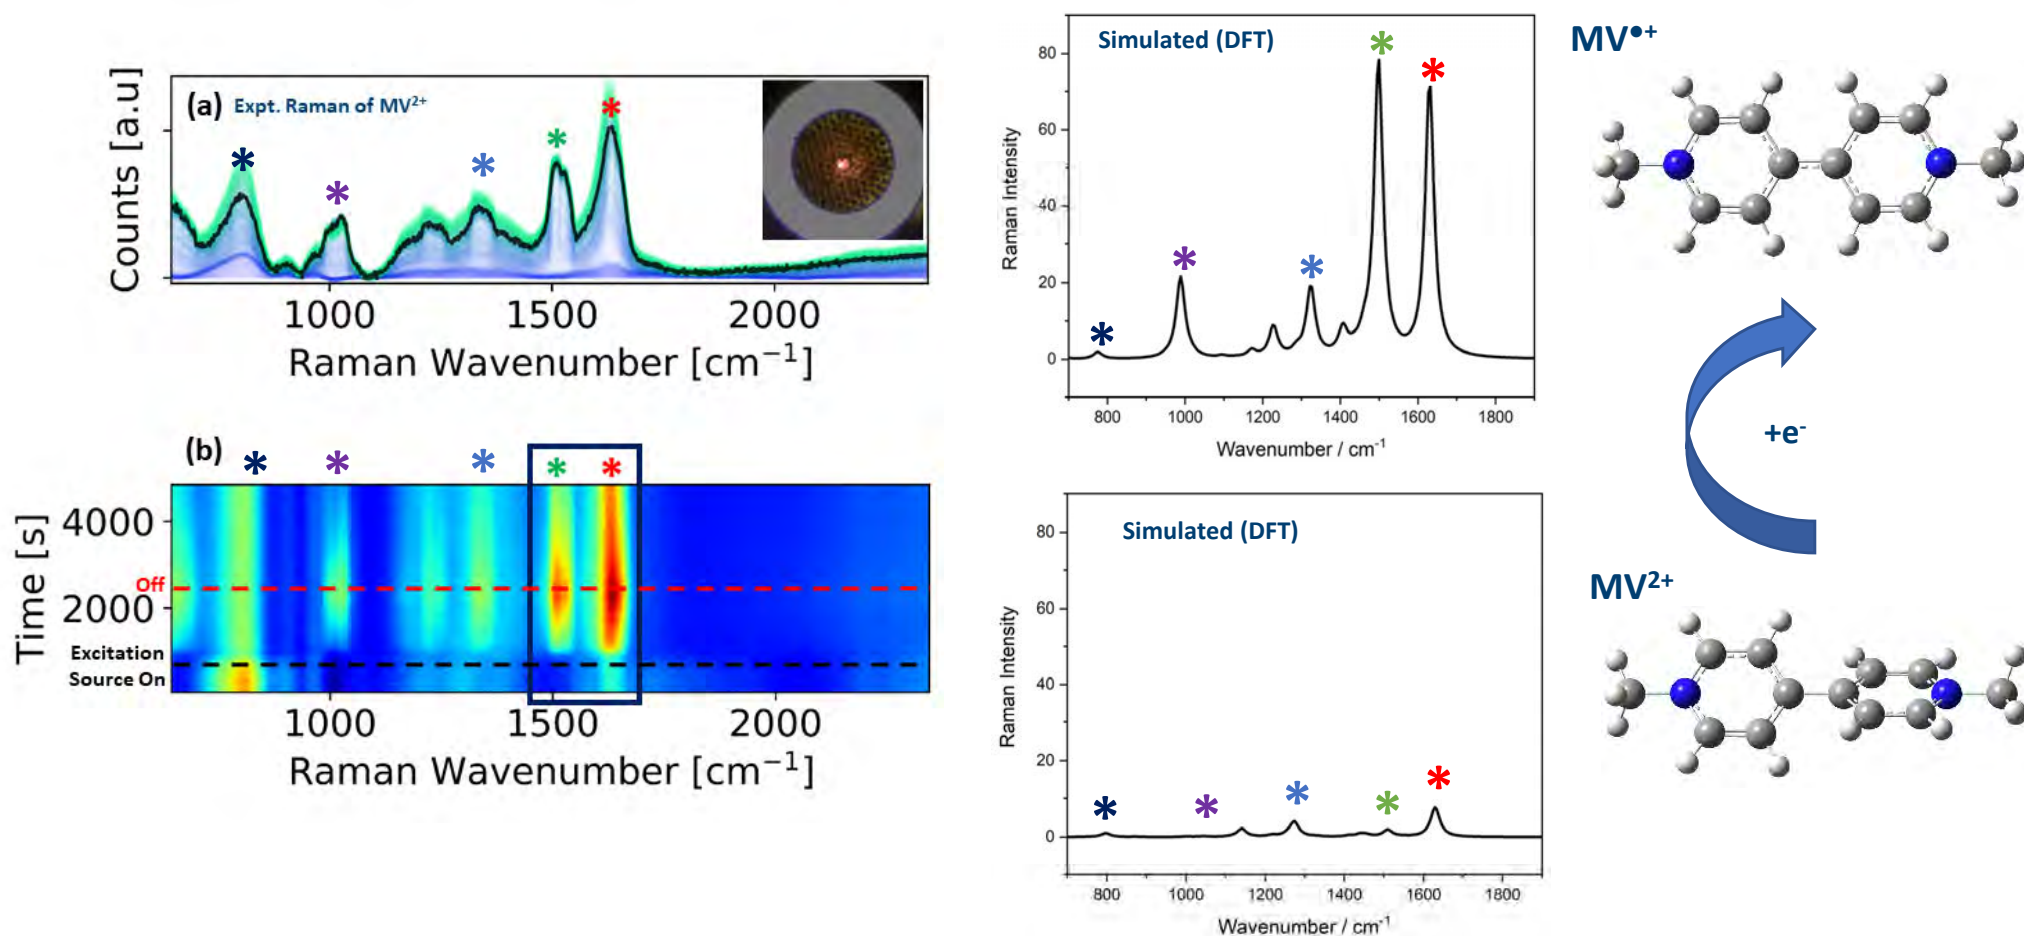 (a) Expt. Raman of MV²⁺
Counts [a.u]
1000 1500 2000
Raman Wavenumber [cm⁻¹]
(b)
Time [s]
4000
Off
2000
Excitation
Source On
1000 1500 2000
Raman Wavenumber [cm⁻¹]
Simulated (DFT)
Raman Intensity
80
60
40
20
0
800 1000 1200 1400 1600 1800
Wavenumber / cm⁻¹
MV●⁺
+e⁻
Simulated (DFT)
Raman Intensity
80
60
40
20
0
800 1000 1200 1400 1600 1800
Wavenumber / cm⁻¹
MV²⁺